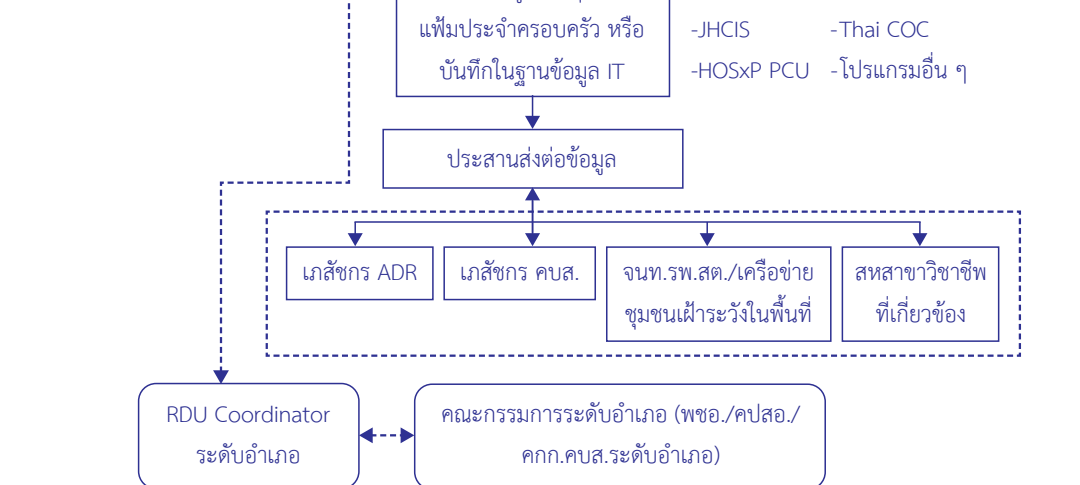 แฟ้มประจำครอบครัว หรือ
บันทึกในฐานข้อมูล IT
-JHCIS -Thai COC
-HOSxP PCU -โปรแกรมอื่น ๆ
ประสานส่งต่อข้อมูล
เภสัชกร ADR
เภสัชกร คบส.
จนท.รพ.สต./เครือข่าย
ชุมชนเฝ้าระวังในพื้นที่
สหสาขาวิชาชีพ
ที่เกี่ยวข้อง
RDU Coordinator
ระดับอำเภอ
คณะกรรมการระดับอำเภอ (พชอ./คปสอ./
คกก.คบส.ระดับอำเภอ)